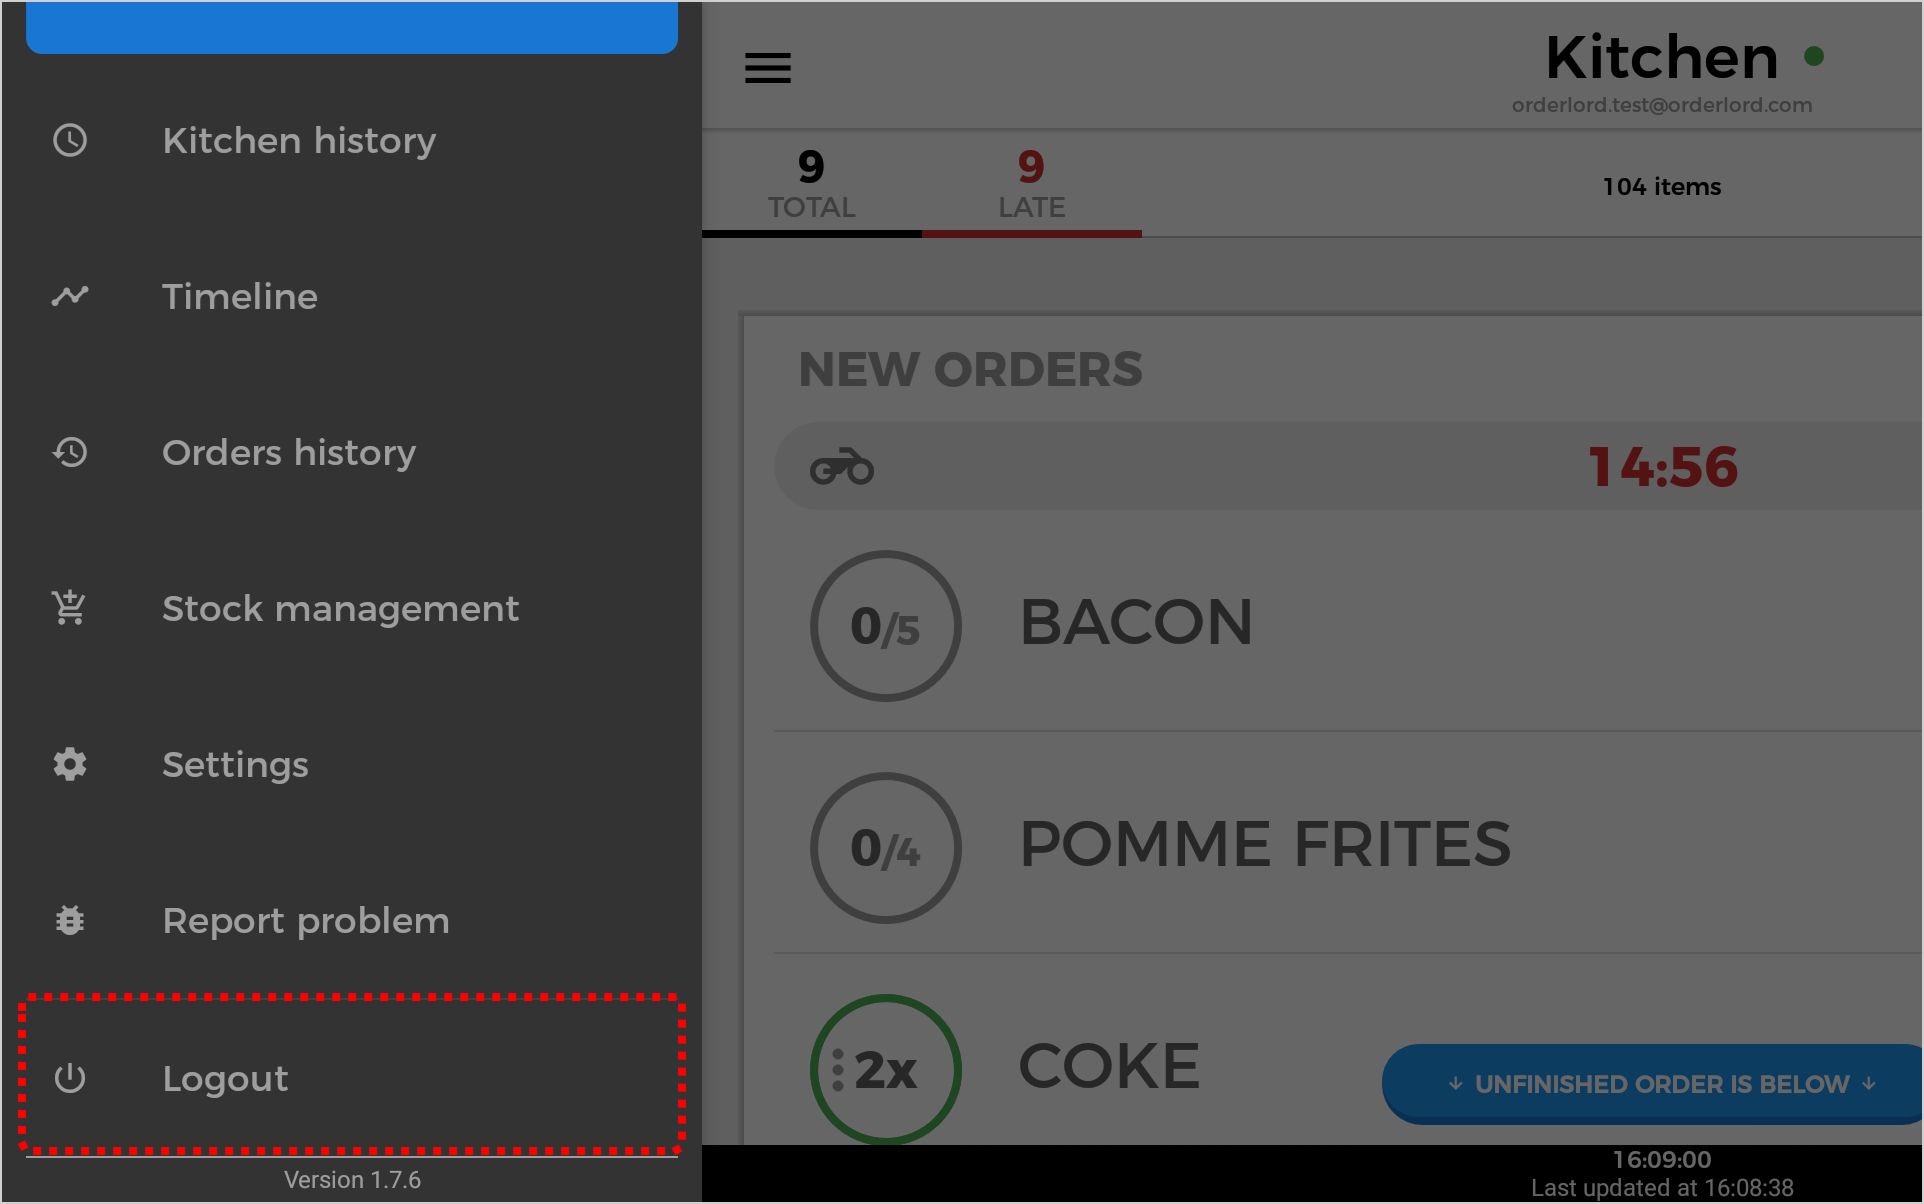 Kitchen history
Timeline
Orders history
Stock management
Settings
Report problem
Logout
Version 1.7.6
Kitchen
orderlord.test@orderlord.com
9
TOTAL
9
LATE
104 items
NEW ORDERS
14:56
0/5 BACON
0/4 POMME FRITES
2x COKE
↓ UNFINISHED ORDER IS BELOW ↓
16:09:00
Last updated at 16:08:38